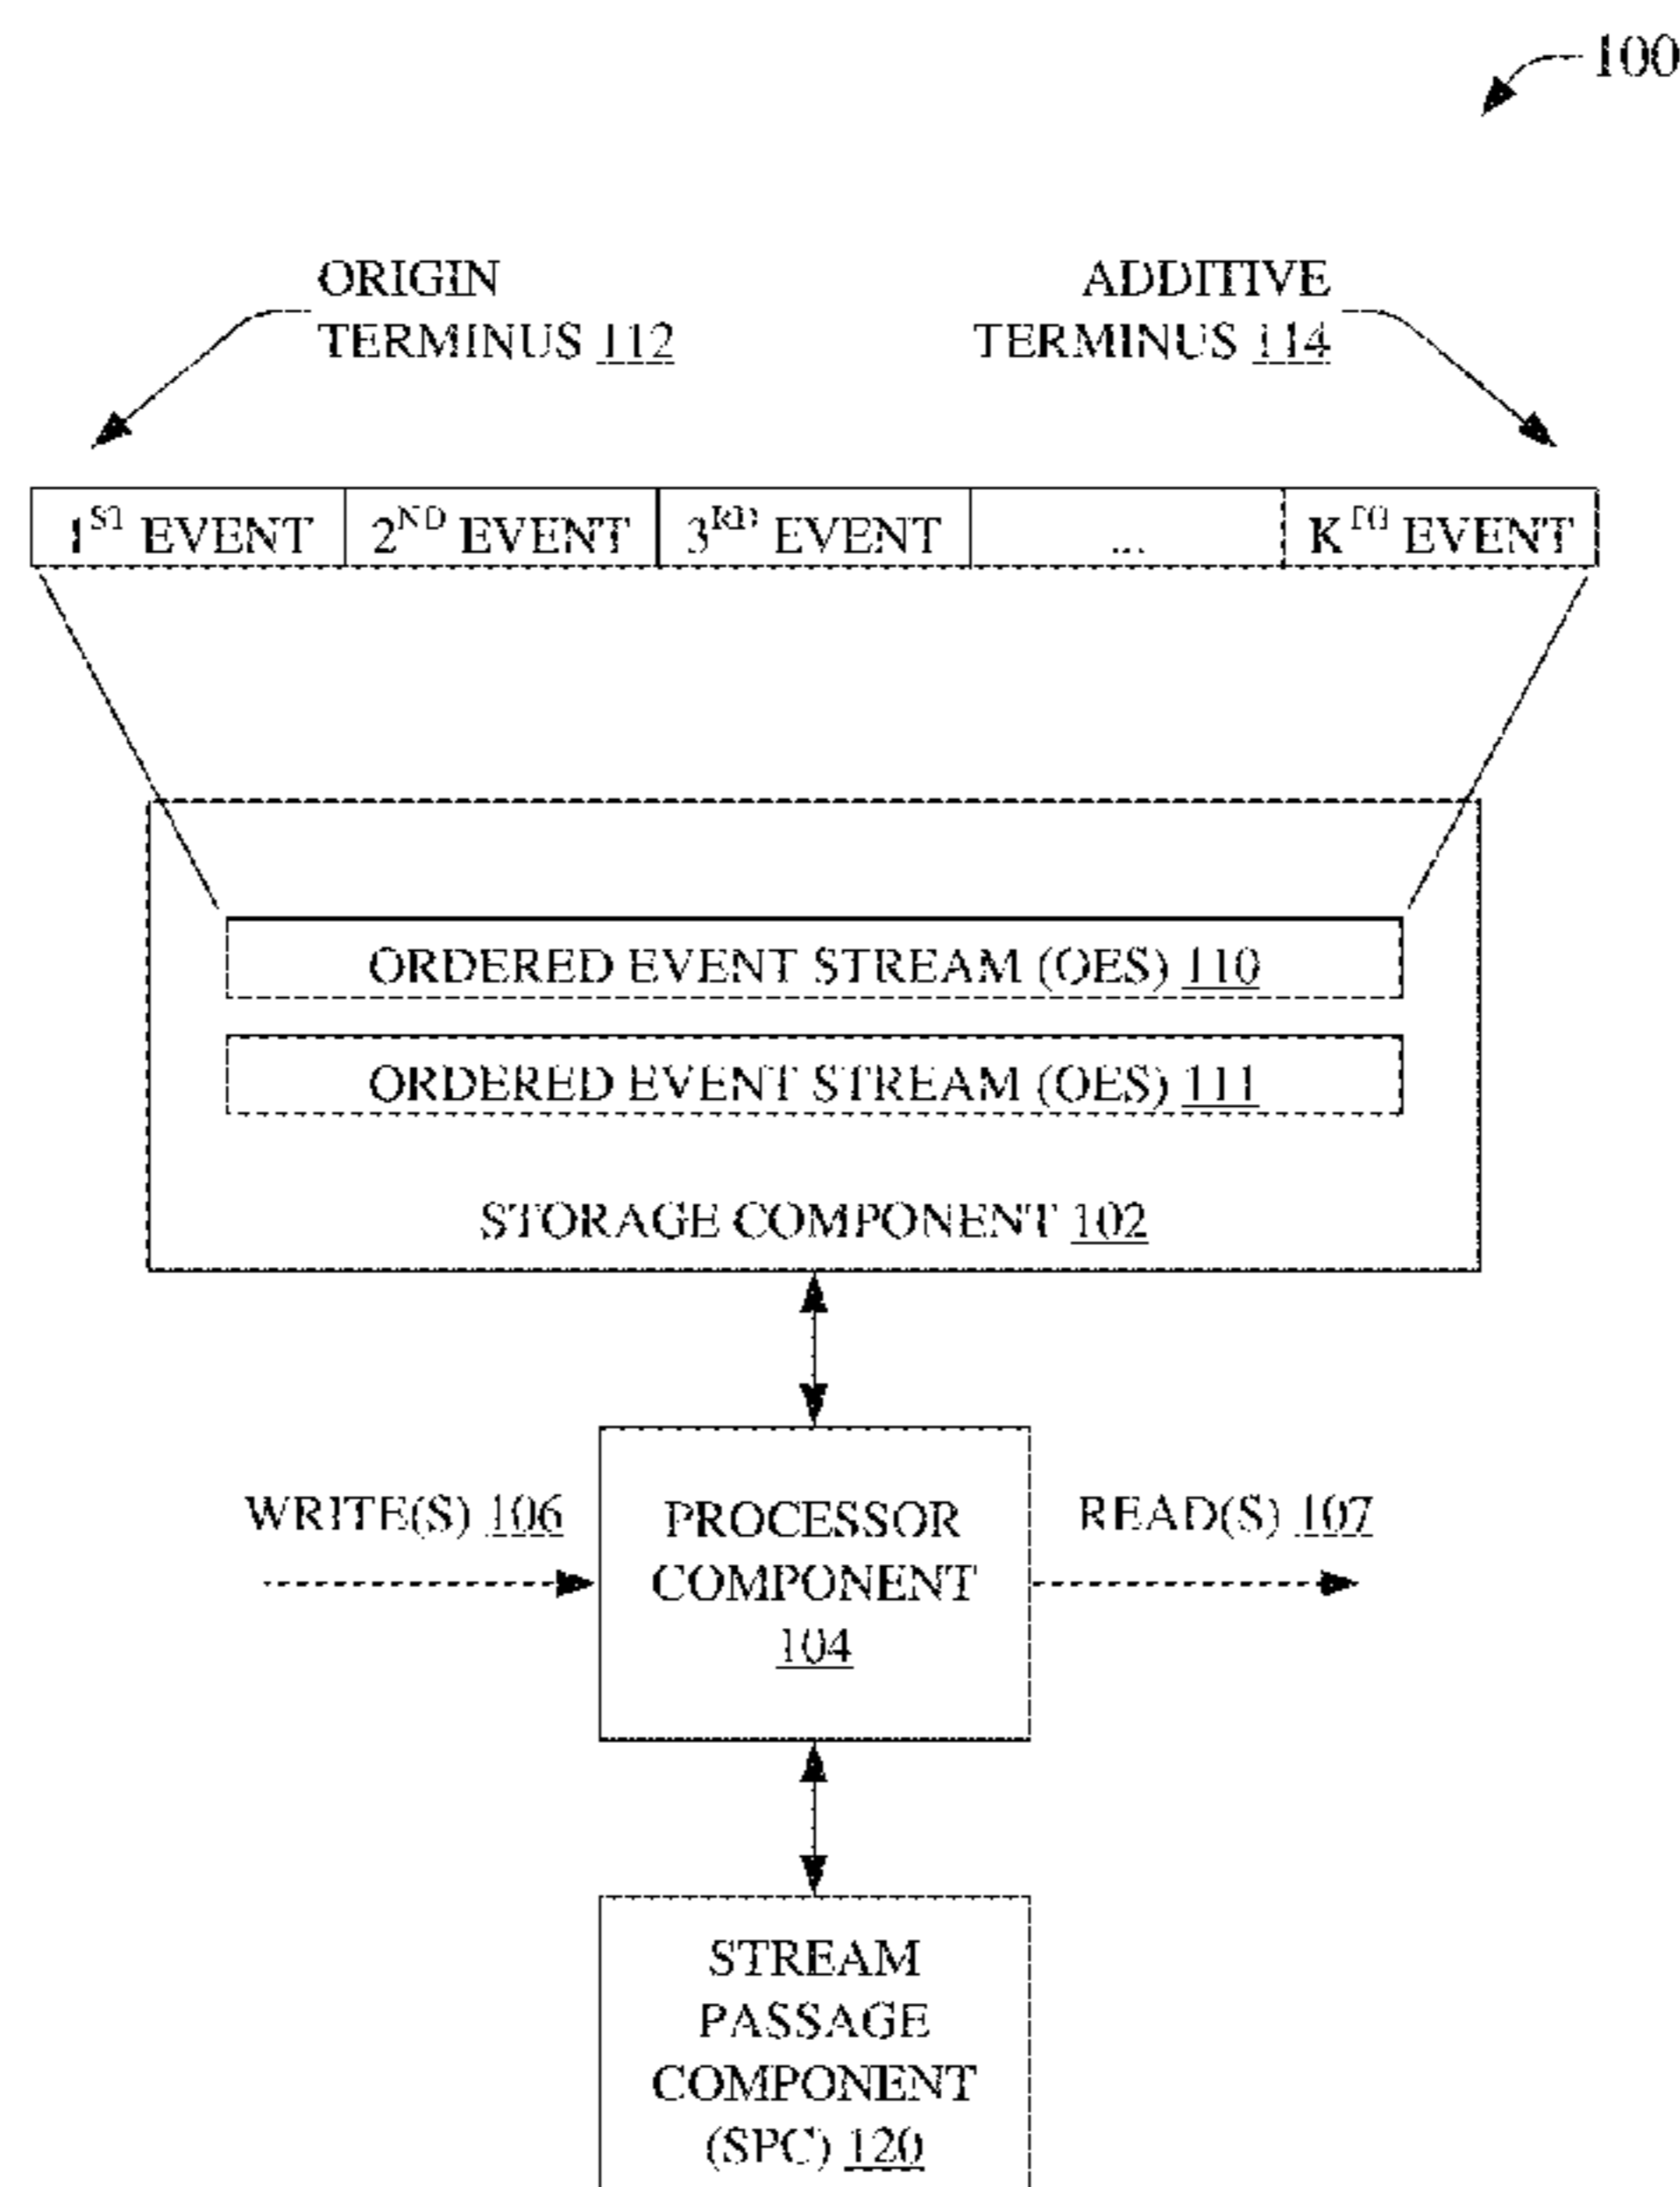 100
ORIGIN
TERMINUS 112
ADDITIVE
TERMINUS 114
1ST EVENT
2ND EVENT
3RD EVENT
...
KTH EVENT
ORDERED EVENT STREAM (OES) 110
ORDERED EVENT STREAM (OES) 111
STORAGE COMPONENT 102
WRITE(S) 106
PROCESSOR
COMPONENT
104
READ(S) 107
STREAM
PASSAGE
COMPONENT
(SPC) 120